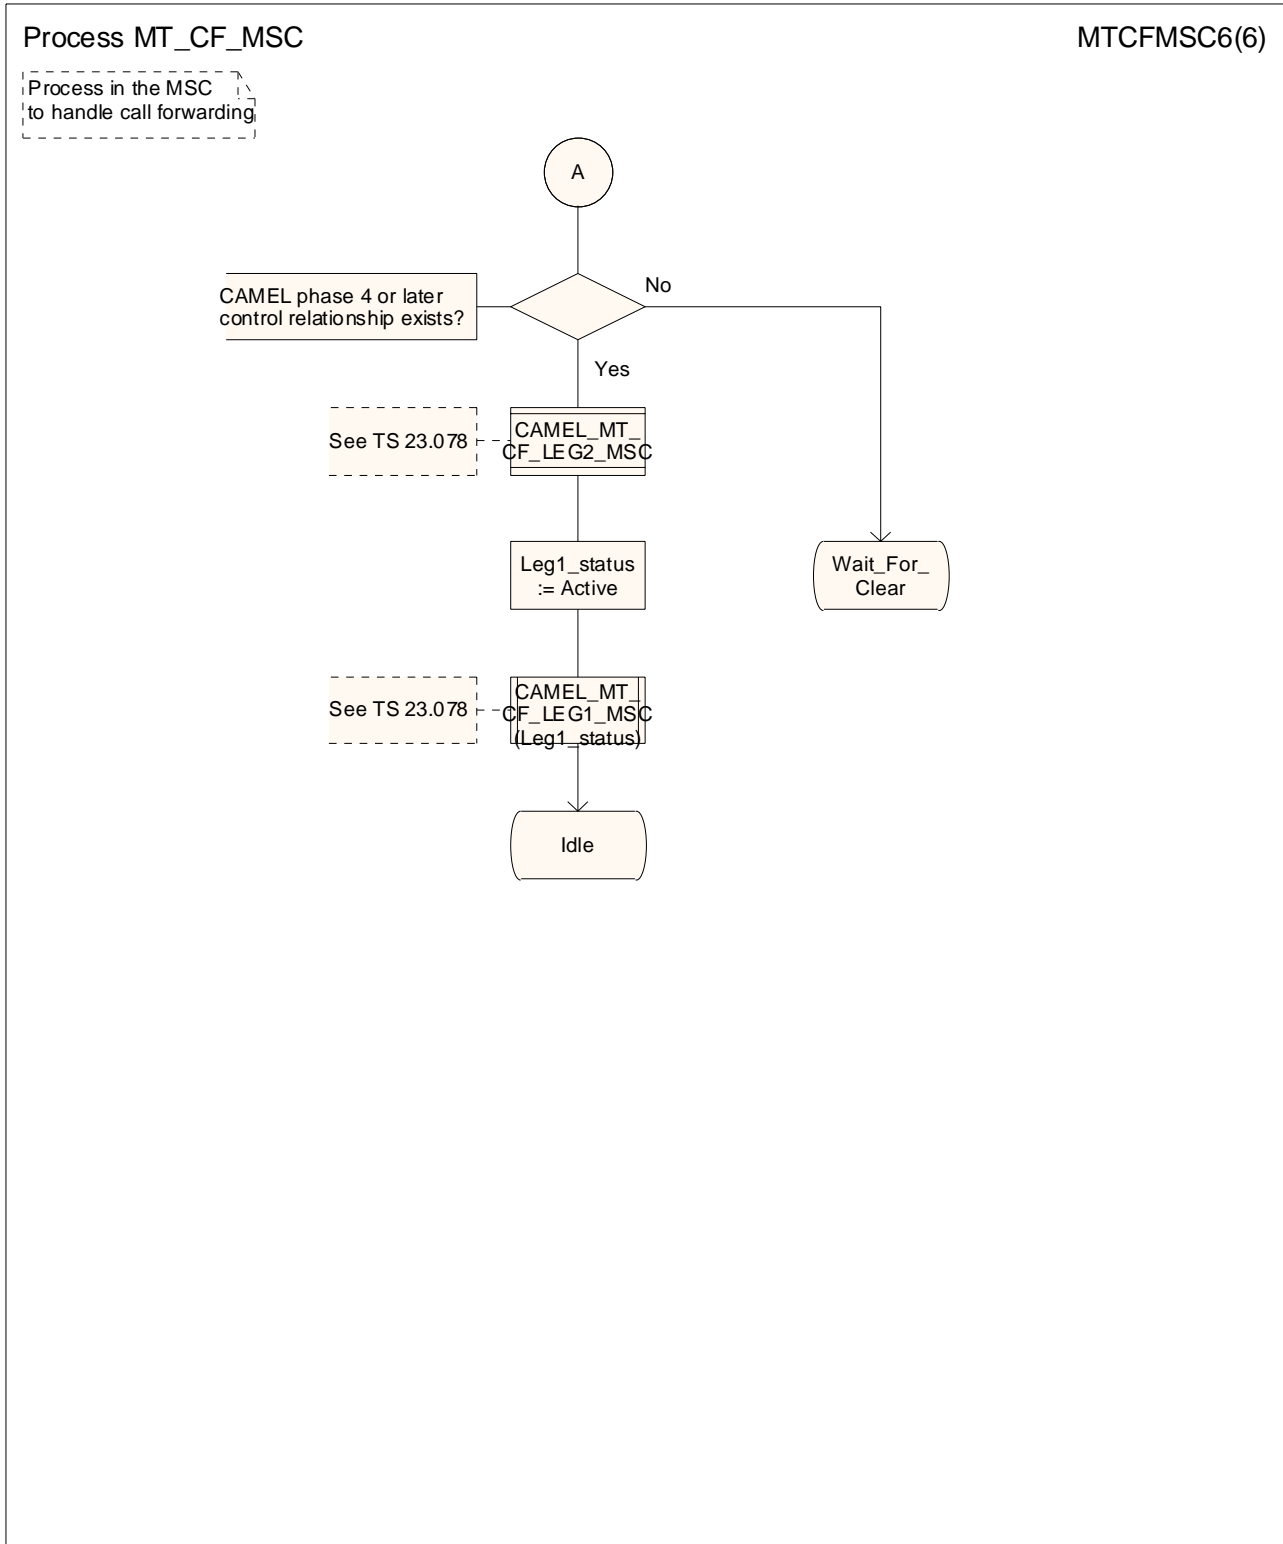 Process MT_CF_MSC
MTCFMSC6(6)
Process in the MSC
to handle call forwarding
A
CAMEL phase 4 or later
control relationship exists?
No
Yes
See TS 23.078
CAMEL_MT_
CF_LEG2_MSC
Leg1_status
:= Active
Wait_For_
Clear
See TS 23.078
CAMEL_MT_
CF_LEG1_MSC
(Leg1_status)
Idle